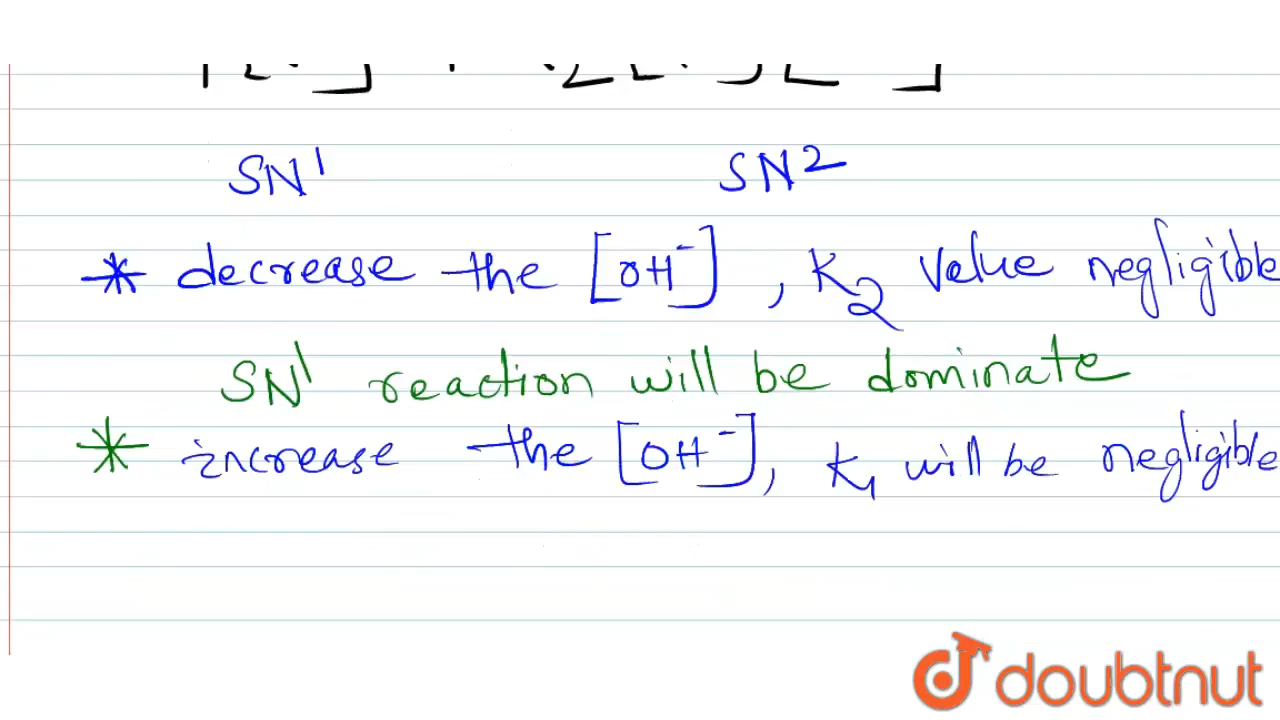 SN1 SN2
* decrease the [OH-], K2 value negligible
SN1 reaction will be dominate
* increase the [OH-], K1 will be negligible
doubtnut